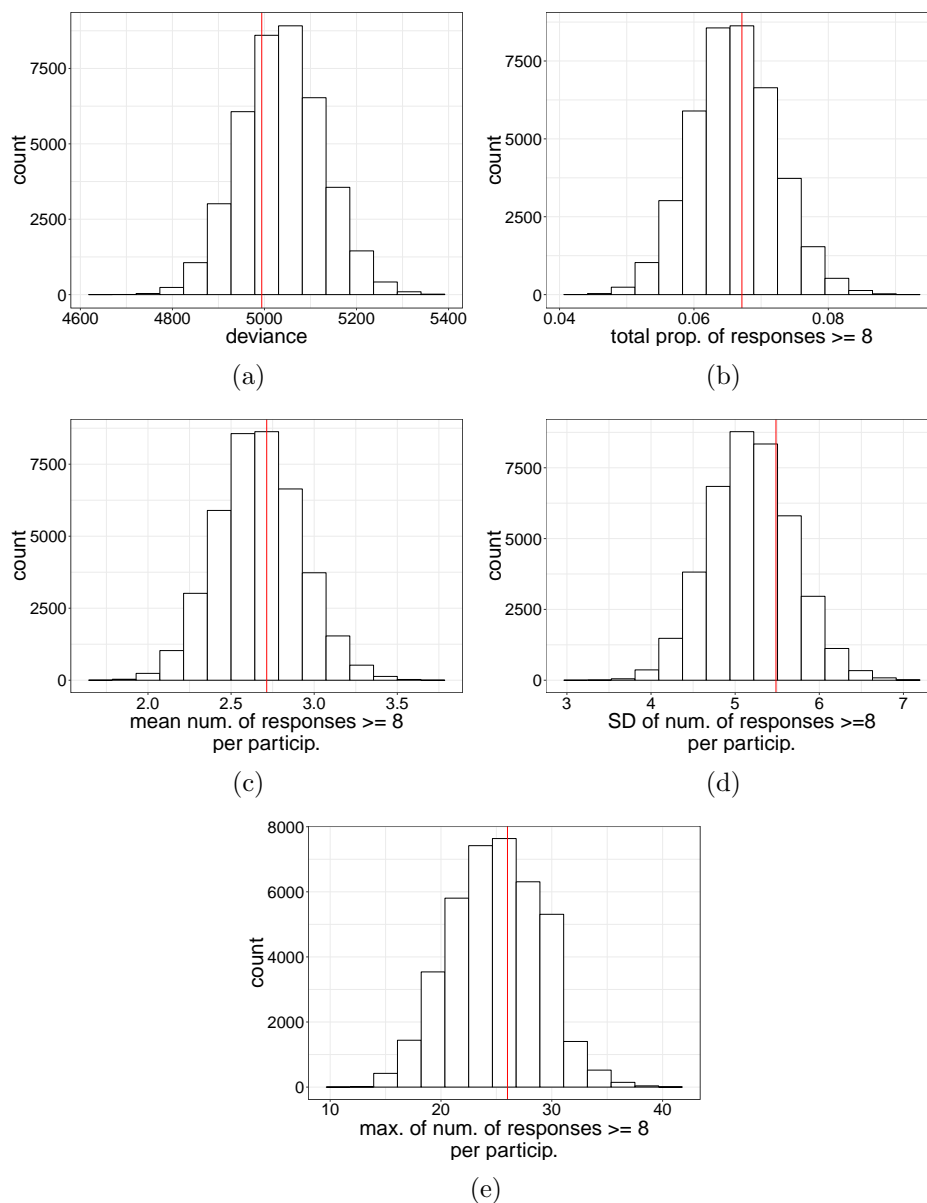 7500
5000
2500
0
count
4600 4800 5000 5200 5400
deviance
(a)
7500
5000
2500
0
count
0.04 0.06 0.08
total prop. of responses >= 8
(b)
7500
5000
2500
0
count
2.0 2.5 3.0 3.5
mean num. of responses >= 8
per particip.
(c)
7500
5000
2500
0
count
3 4 5 6 7
SD of num. of responses >=8
per particip.
(d)
8000
6000
4000
2000
0
count
10 20 30 40
max. of num. of responses >= 8
per particip.
(e)